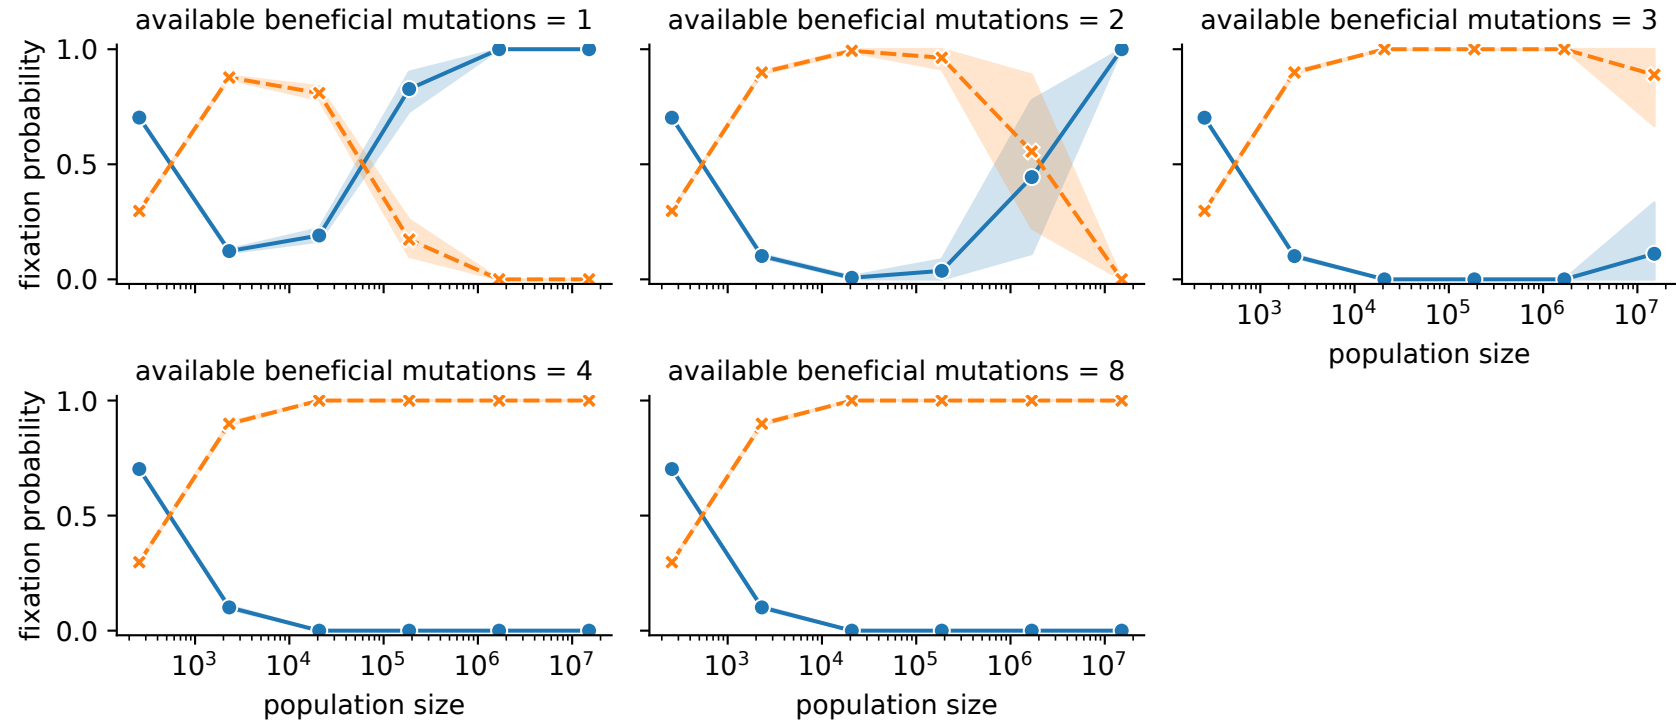 available beneficial mutations = 1
available beneficial mutations = 2
available beneficial mutations = 3
fixation probability
1.0
0.5
0.0
10³ 10⁴ 10⁵ 10⁶ 10⁷
population size
available beneficial mutations = 4
available beneficial mutations = 8
fixation probability
1.0
0.5
0.0
10³ 10⁴ 10⁵ 10⁶ 10⁷
population size
10³ 10⁴ 10⁵ 10⁶ 10⁷
population size